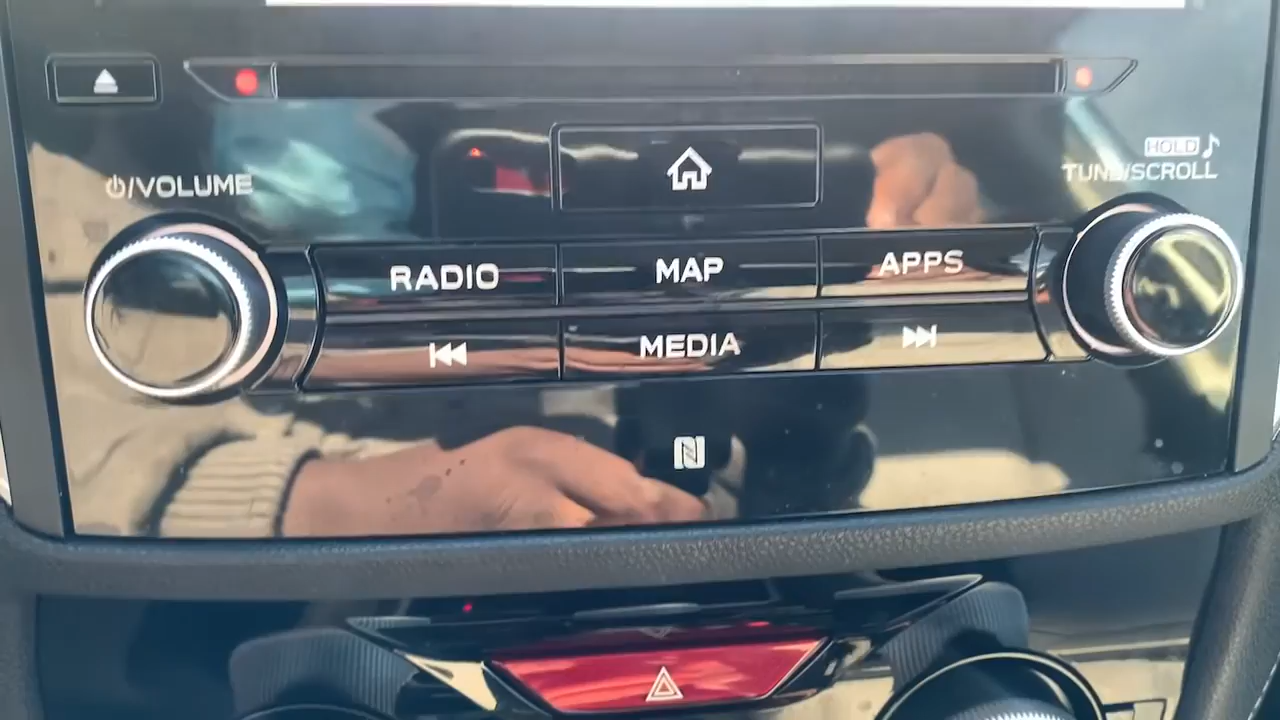 HOLD
⏻/VOLUME
TUNE/SCROLL
RADIO
MAP
APPS
MEDIA